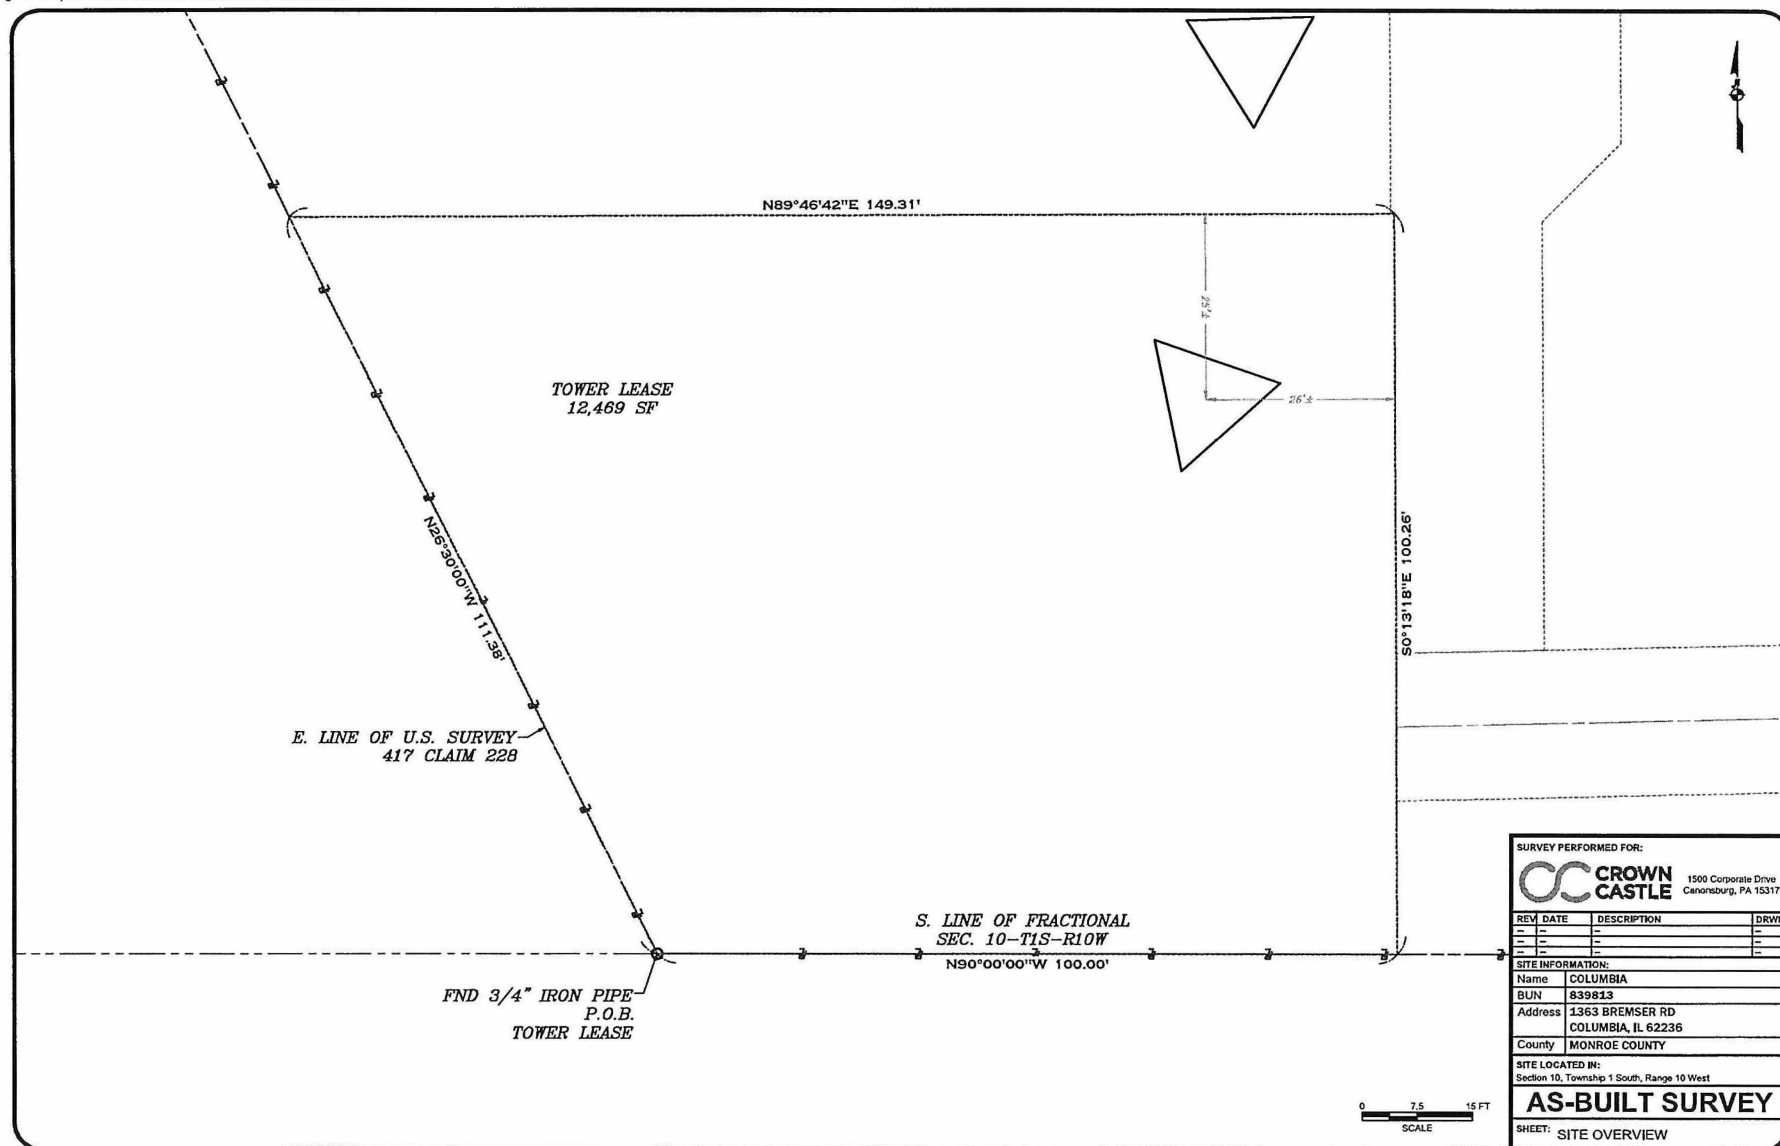 N89°46'42"E 149.31'
25'±
TOWER LEASE
12,469 SF
26'±
N26°30'00"W 111.38'
S0°13'18"E 100.26'
E. LINE OF U.S. SURVEY
417 CLAIM 228
S. LINE OF FRACTIONAL
SEC. 10-T1S-R10W
N90°00'00"W 100.00'
FND 3/4" IRON PIPE
P.O.B.
TOWER LEASE
0 7.5 15 FT
SCALE
SURVEY PERFORMED FOR:
CROWN
CASTLE
1500 Corporate Drive
Canonsburg, PA 15317
REV DATE DESCRIPTION
- - - -
- - - -
- - - -
SITE INFORMATION:
Name COLUMBIA
BUN 839813
Address 1363 BREMSER RD
COLUMBIA, IL 62236
County MONROE COUNTY
SITE LOCATED IN:
Section 10, Township 1 South, Range 10 West
AS-BUILT SURVEY
SHEET: SITE OVERVIEW